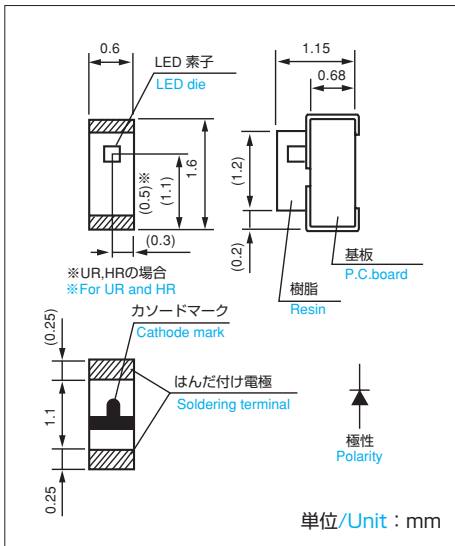 0.6
LED 素子
LED die
1.6
(1.1)
(0.5)※
(0.3)
※UR,HRの場合
※For UR and HR
1.15
0.68
(1.2)
(0.2)
基板
P.C.board
樹脂
Resin
カソードマーク
Cathode mark
(0.25)
1.1
0.25
はんだ付け電極
Soldering terminal
極性
Polarity
単位/Unit：mm